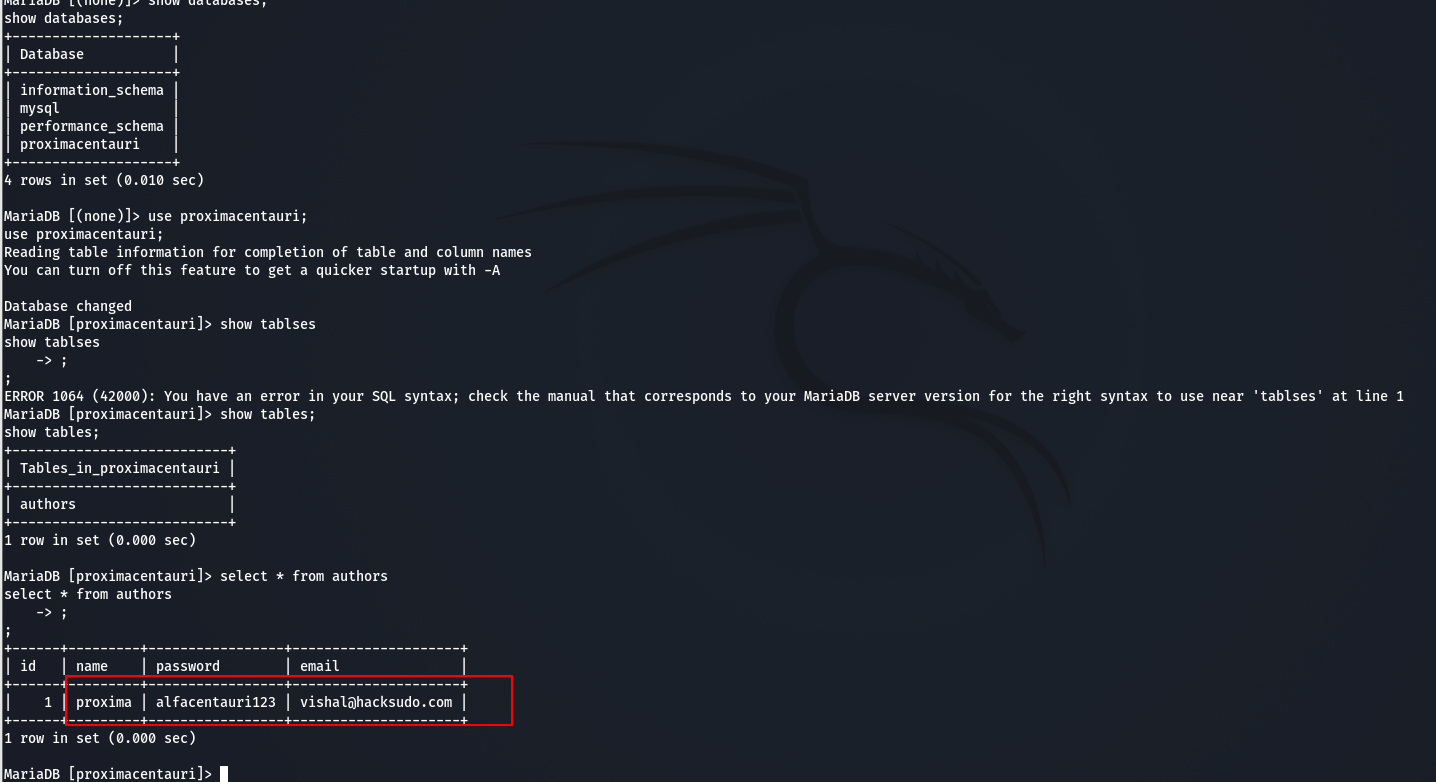 MariaDB [(none)]> show databases;
show databases;
+--------------------+
| Database           |
+--------------------+
| information_schema |
| mysql              |
| performance_schema |
| proximacentauri    |
+--------------------+
4 rows in set (0.010 sec)
MariaDB [(none)]> use proximacentauri;
use proximacentauri;
Reading table information for completion of table and column names
You can turn off this feature to get a quicker startup with -A
Database changed
MariaDB [proximacentauri]> show tablses
show tablses
    -> ;
;
ERROR 1064 (42000): You have an error in your SQL syntax; check the manual that corresponds to your MariaDB server version for the right syntax to use near 'tablses' at line 1
MariaDB [proximacentauri]> show tables;
show tables;
+---------------------------+
| Tables_in_proximacentauri |
+---------------------------+
| authors                   |
+---------------------------+
1 row in set (0.000 sec)
MariaDB [proximacentauri]> select * from authors
select * from authors
    -> ;
;
+------+---------+-----------------+---------------------+
| id   | name    | password        | email               |
+------+---------+-----------------+---------------------+
|    1 | proxima | alfacentauri123 | vishal@hacksudo.com |
+------+---------+-----------------+---------------------+
1 row in set (0.000 sec)
MariaDB [proximacentauri]>